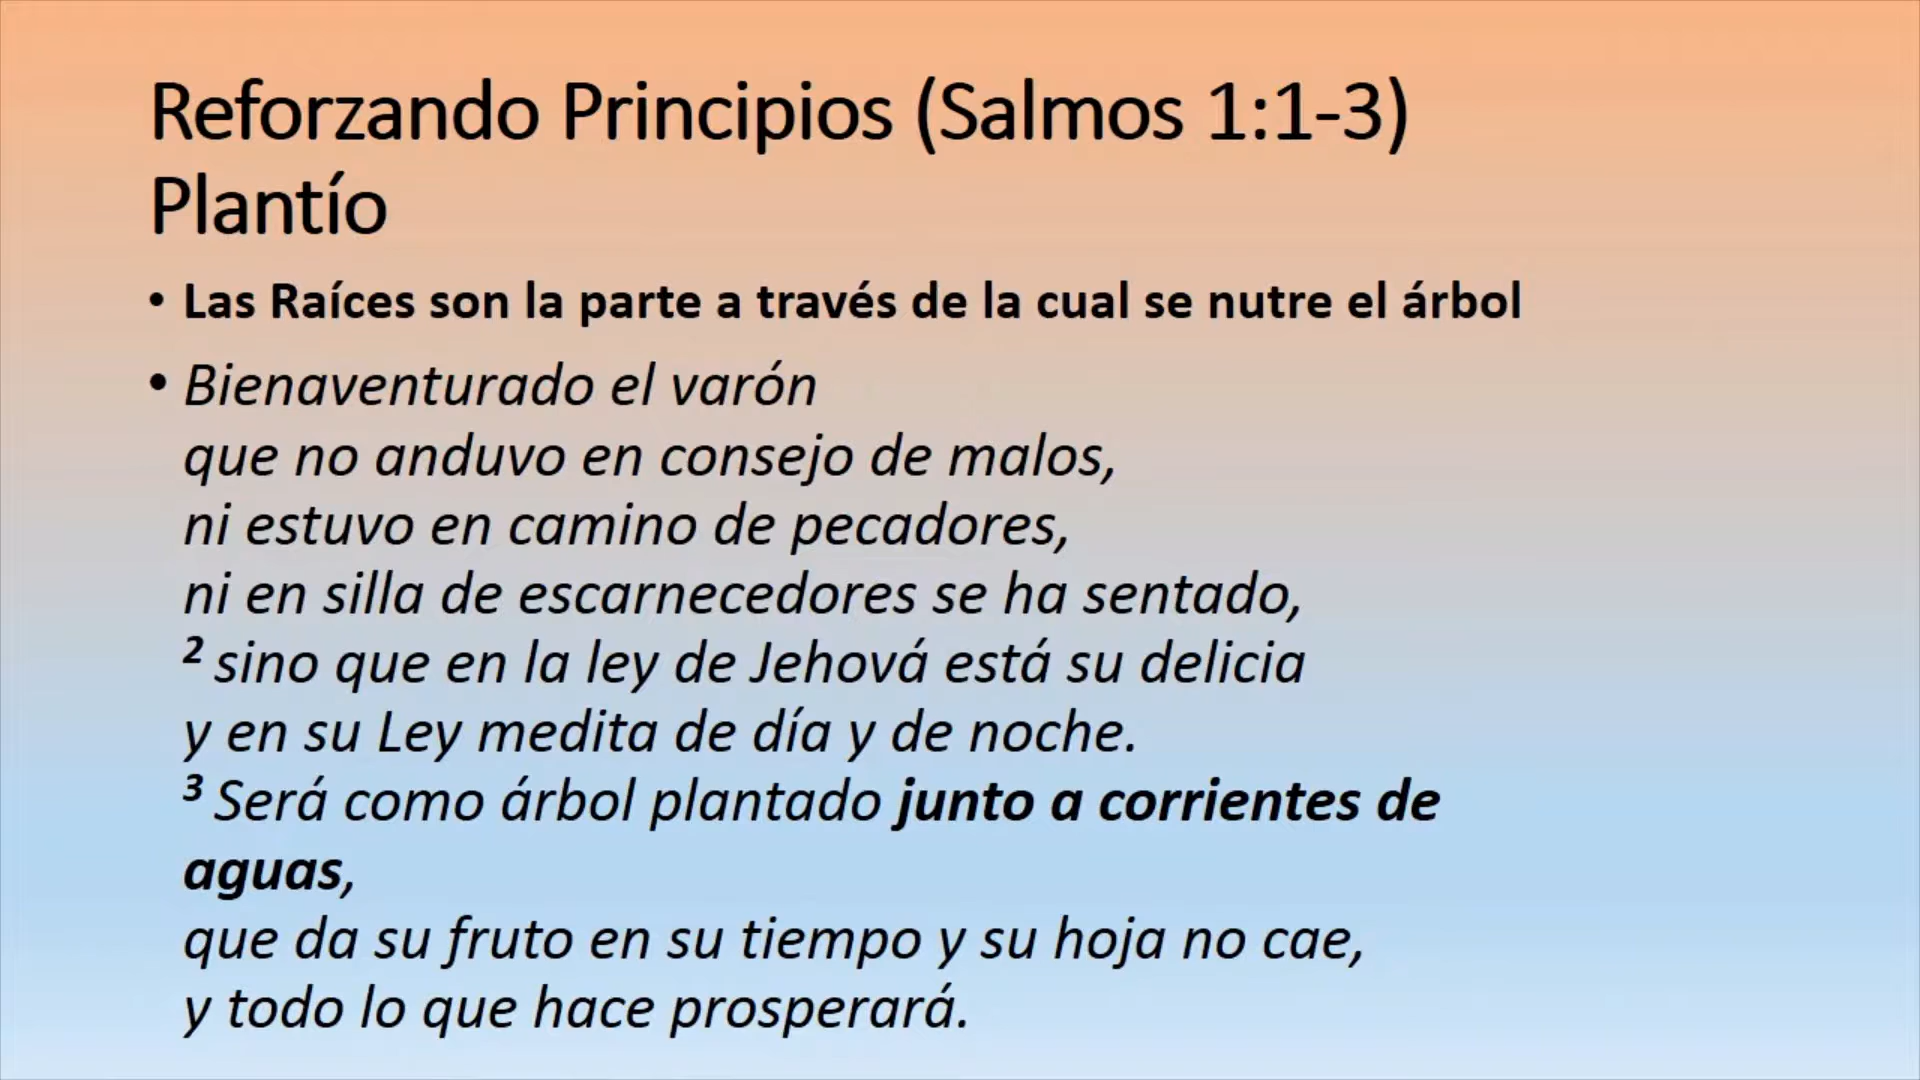 Reforzando Principios (Salmos 1:1-3)
Plantío
• Las Raíces son la parte a través de la cual se nutre el árbol
• Bienaventurado el varón
que no anduvo en consejo de malos,
ni estuvo en camino de pecadores,
ni en silla de escarnecedores se ha sentado,
2 sino que en la ley de Jehová está su delicia
y en su Ley medita de día y de noche.
3 Será como árbol plantado junto a corrientes de
aguas,
que da su fruto en su tiempo y su hoja no cae,
y todo lo que hace prosperará.